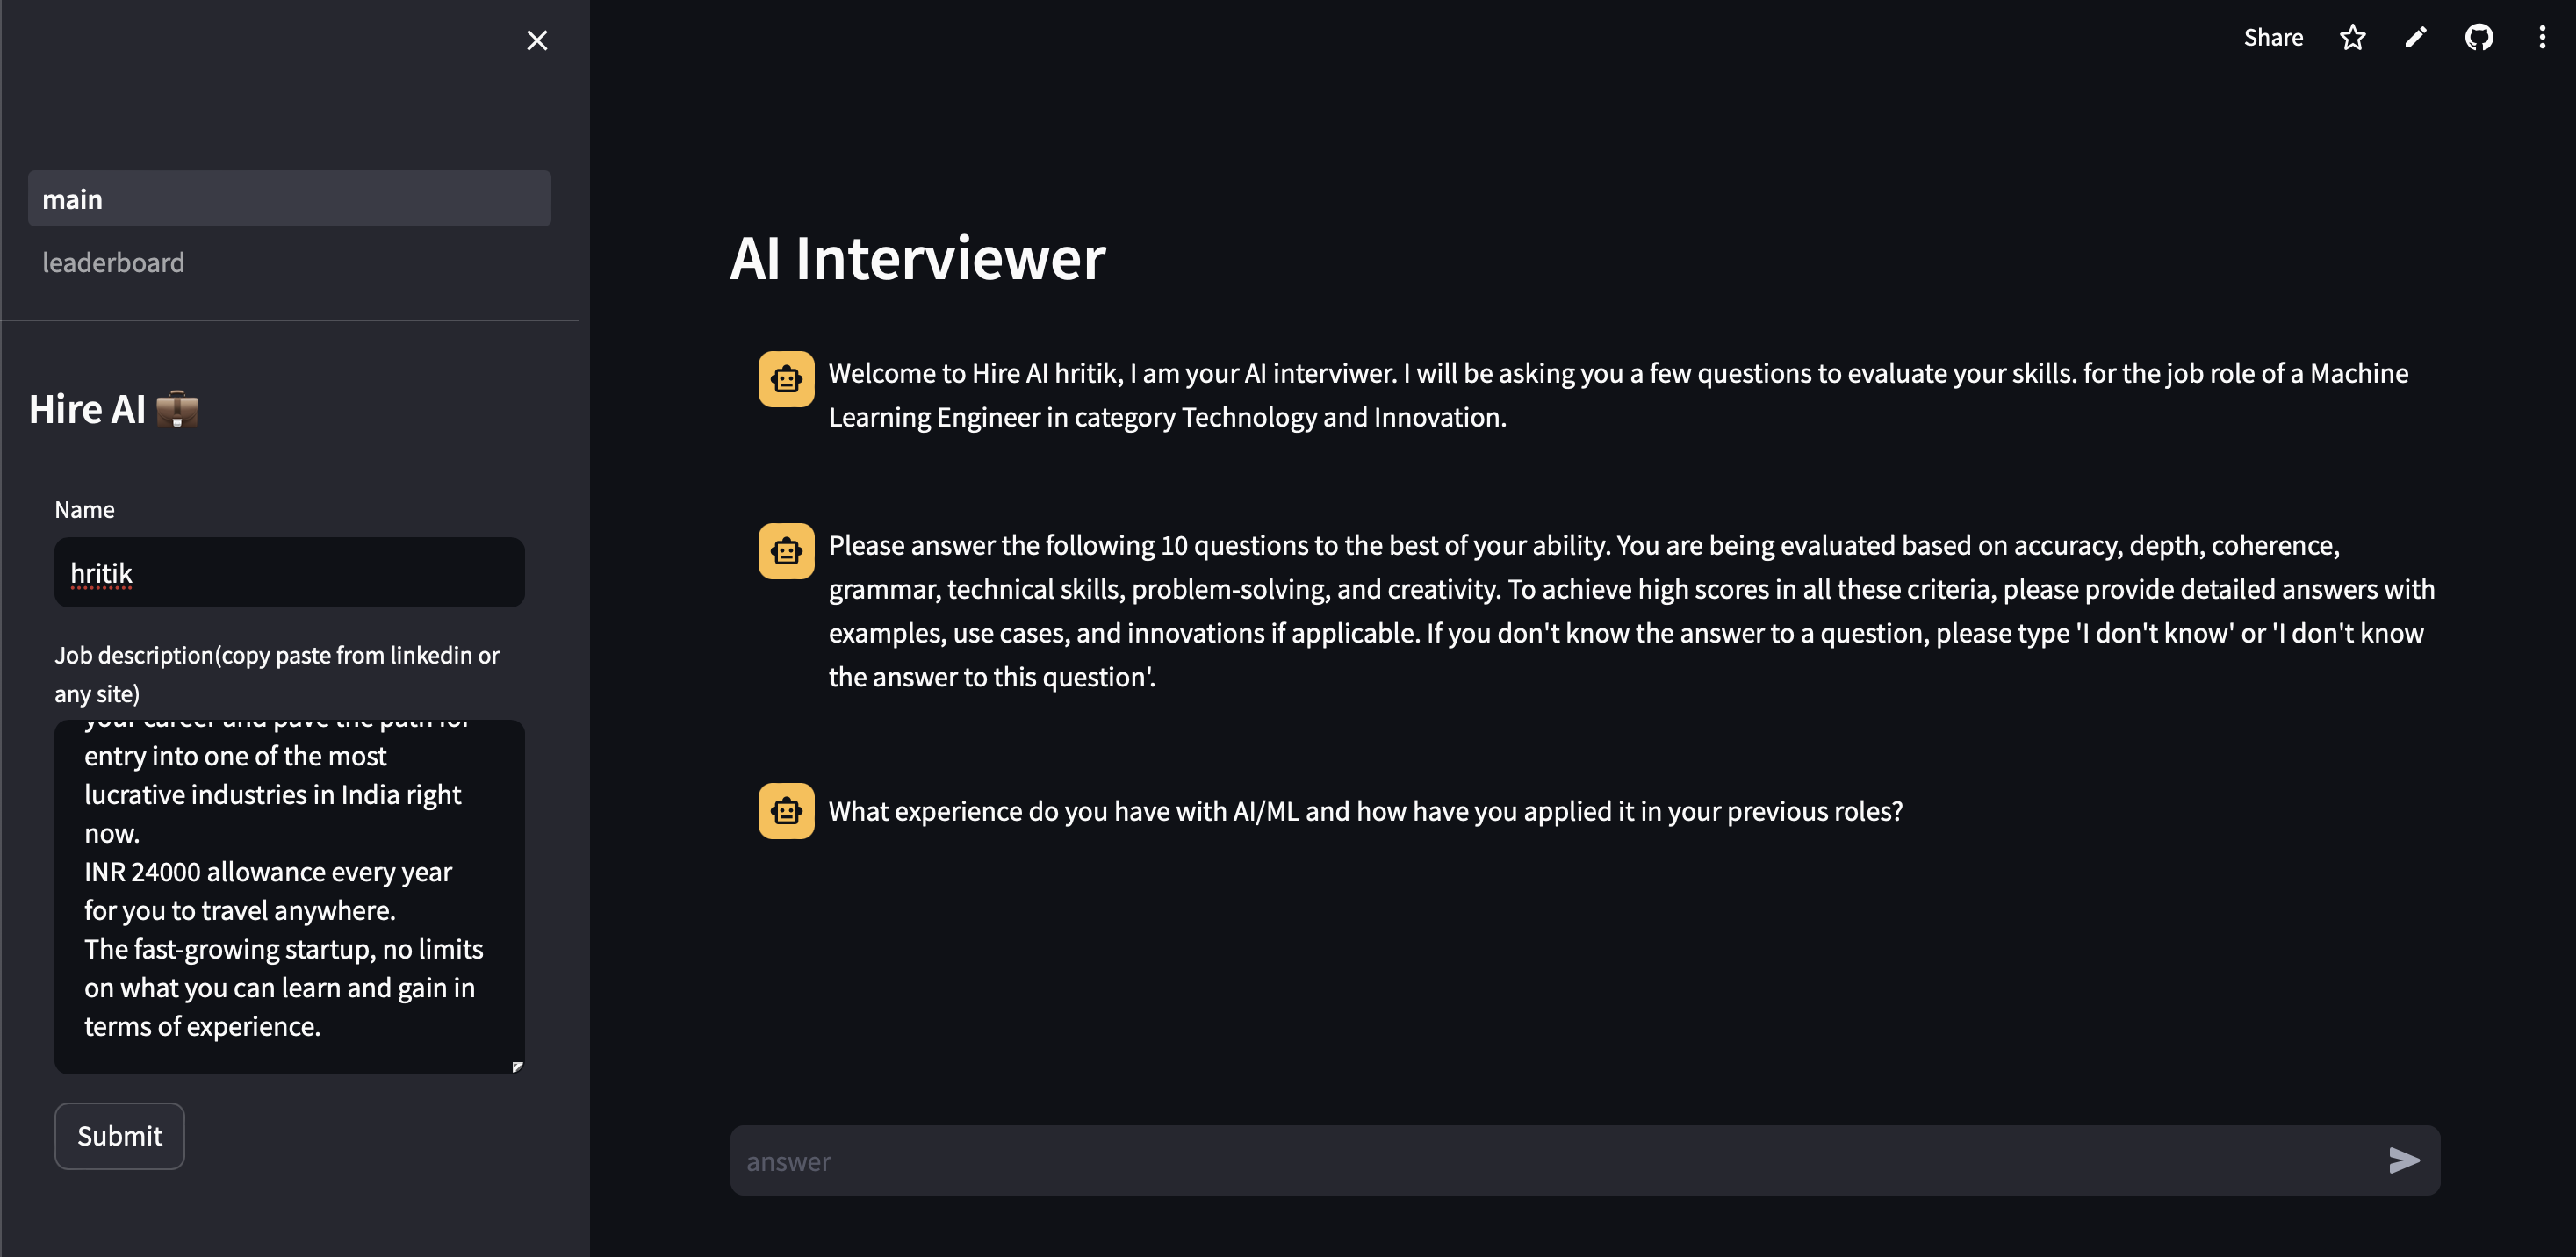 main
leaderboard
Hire AI
Name
hritik
Job description(copy paste from linkedin or
any site)
your career and pave the path for
entry into one of the most
lucrative industries in India right
now.
INR 24000 allowance every year
for you to travel anywhere.
The fast-growing startup, no limits
on what you can learn and gain in
terms of experience.
Submit
Share
AI Interviewer
Welcome to Hire AI hritik, I am your AI interviwer. I will be asking you a few questions to evaluate your skills. for the job role of a Machine
Learning Engineer in category Technology and Innovation.
Please answer the following 10 questions to the best of your ability. You are being evaluated based on accuracy, depth, coherence,
grammar, technical skills, problem-solving, and creativity. To achieve high scores in all these criteria, please provide detailed answers with
examples, use cases, and innovations if applicable. If you don't know the answer to a question, please type 'I don't know' or 'I don't know
the answer to this question'.
What experience do you have with AI/ML and how have you applied it in your previous roles?
answer